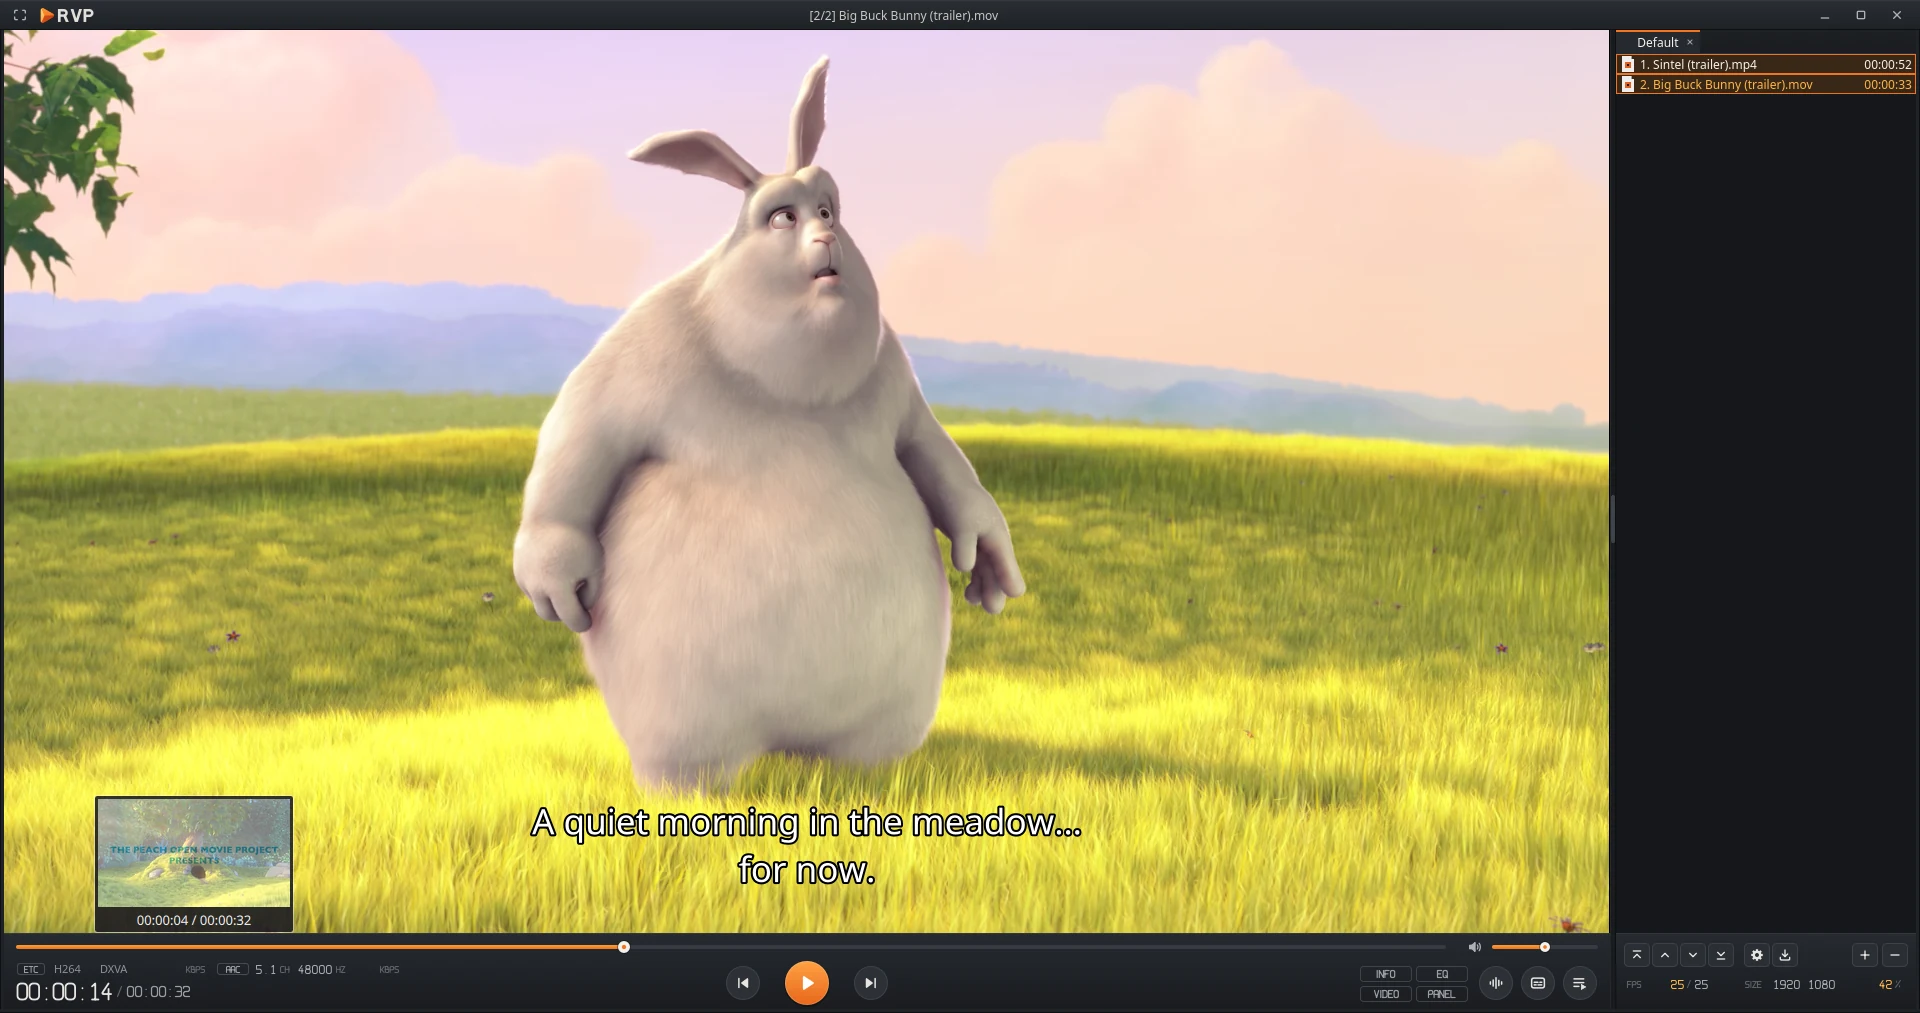 RVP
[2/2] Big Buck Bunny (trailer).mov
Default
1. Sintel (trailer).mp4 00:00:52
2. Big Buck Bunny (trailer).mov 00:00:33
THE PEACH OPEN MOVIE PROJECT
PRESENTS
00:00:04 / 00:00:32
A quiet morning in the meadow...
for now.
ETC H264 DXVA KBPS AAC 5.1 CH 48000 HZ KBPS
00:00:14 / 00:00:32
INFO EQ
VIDEO PANEL
FPS 25 / 25 SIZE 1920 1080 42%